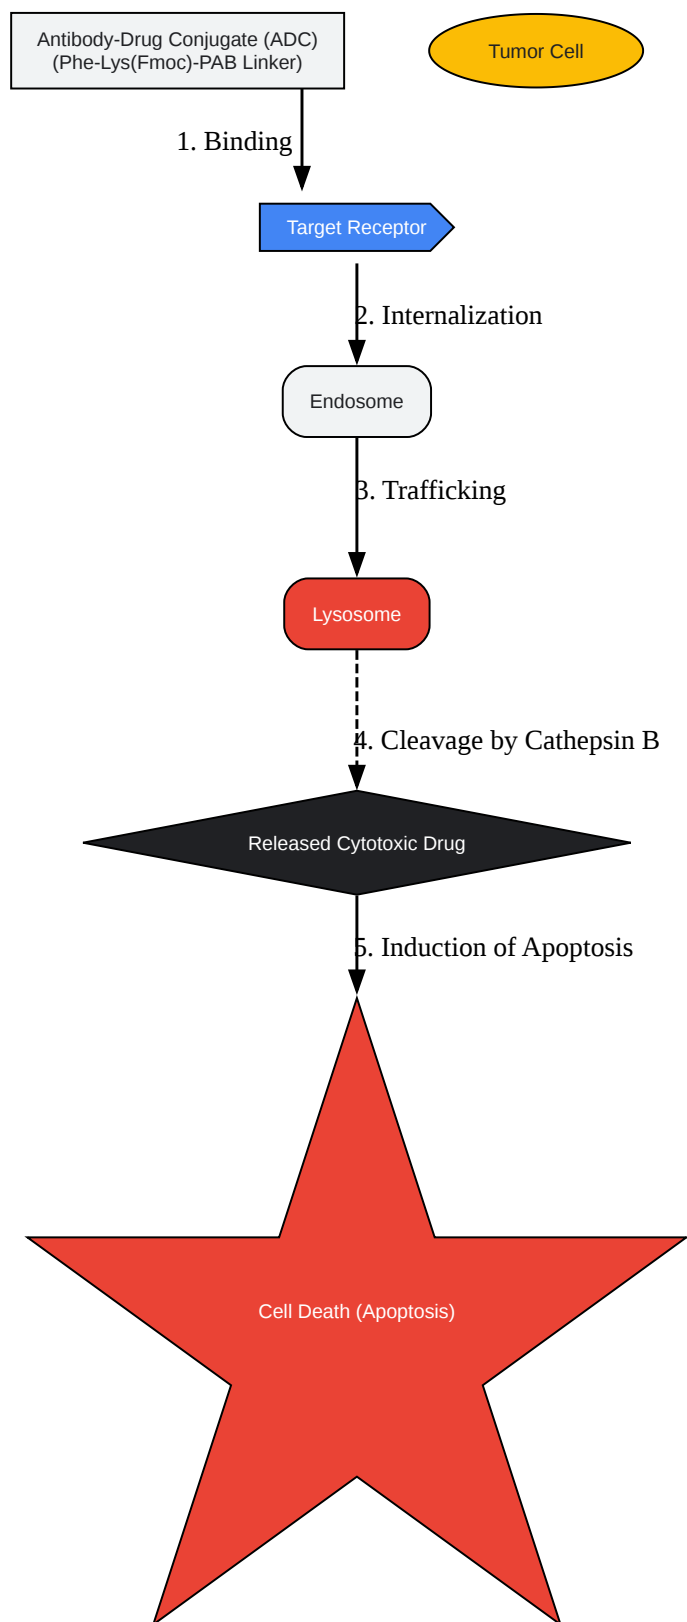 Antibody-Drug Conjugate (ADC)
(Phe-Lys(Fmoc)-PAB Linker)
Tumor Cell
1. Binding
Target Receptor
2. Internalization
Endosome
3. Trafficking
Lysosome
4. Cleavage by Cathepsin B
Released Cytotoxic Drug
5. Induction of Apoptosis
Cell Death (Apoptosis)